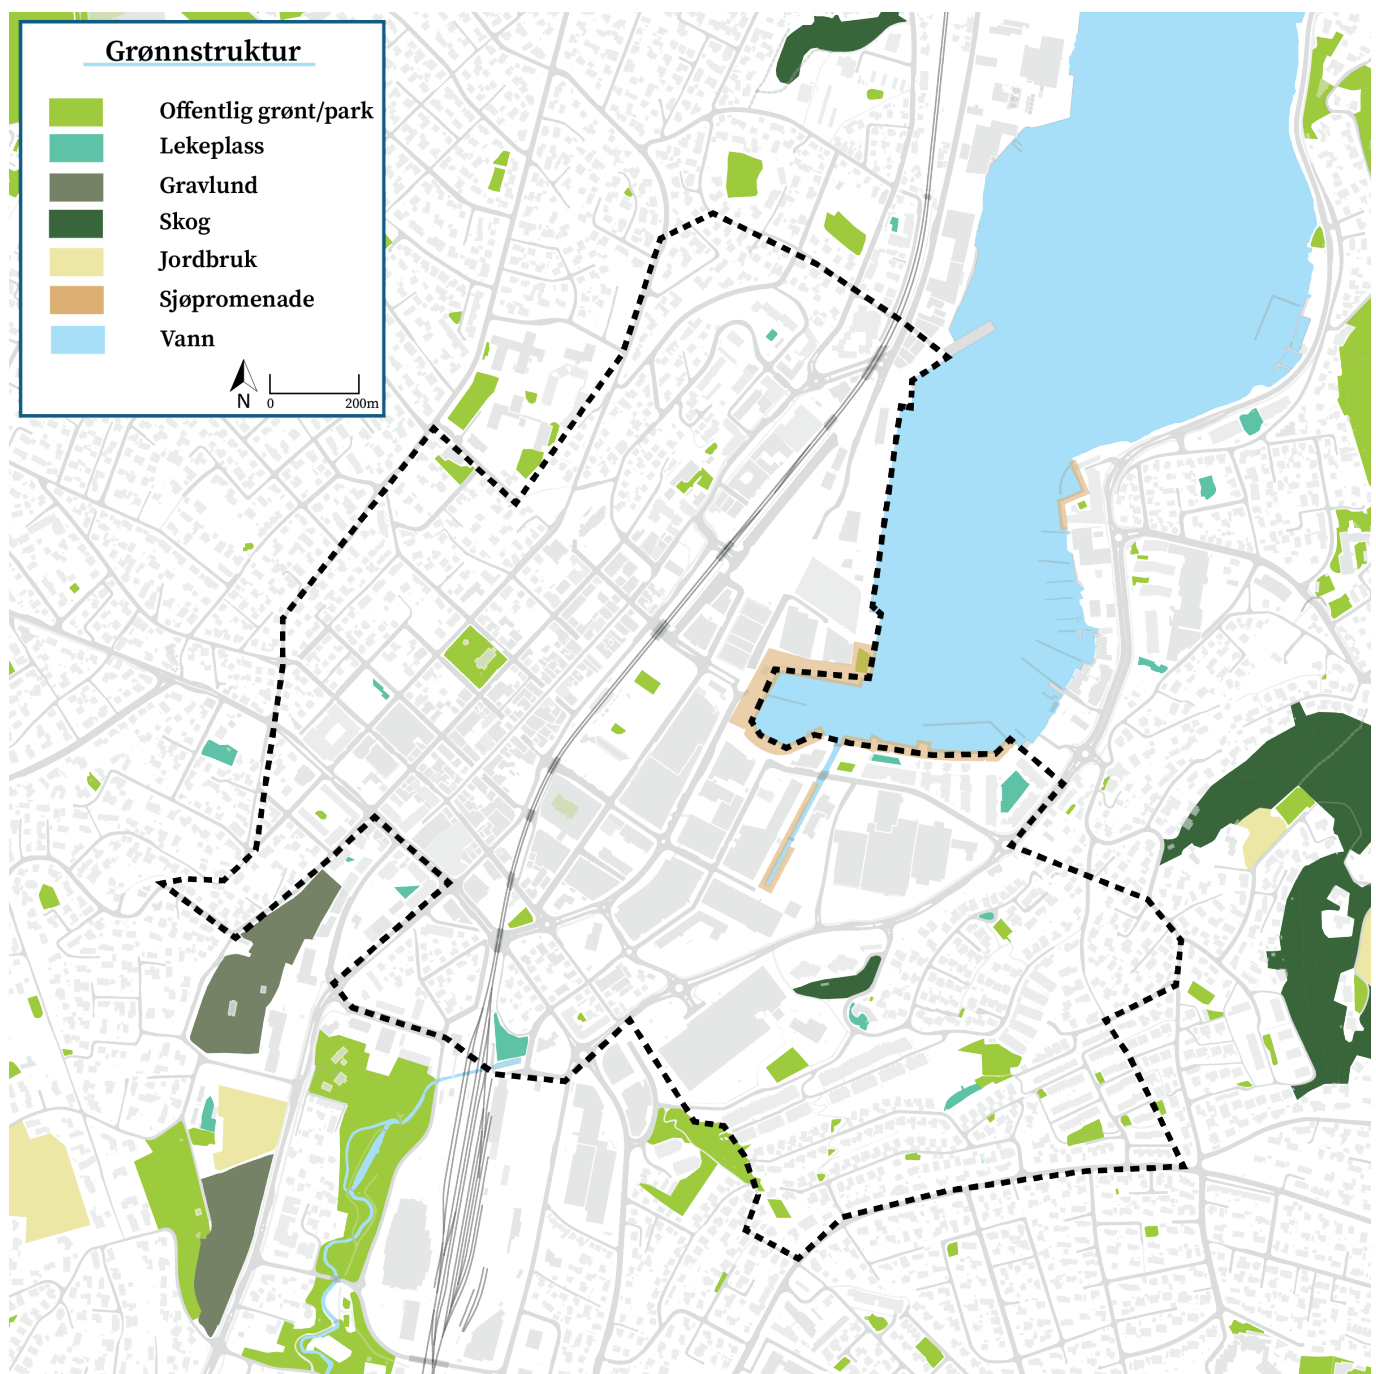 Grønnstruktur
Offentlig grønt/park
Lekeplass
Gravlund
Skog
Jordbruk
Sjøpromenade
Vann
N
0 200m